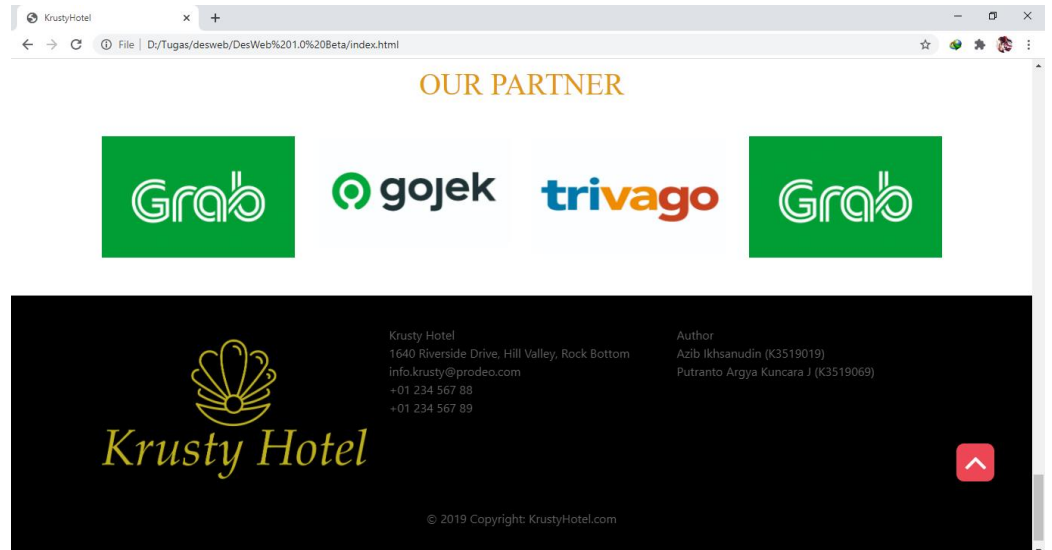 KrustyHotel
File | D:/Tugas/desweb/DesWeb%201.0%20Beta/index.html
OUR PARTNER
Grab
gojek
trivago
Grab
Krusty Hotel
Krusty Hotel
1640 Riverside Drive, Hill Valley, Rock Bottom
info.krusty@prodeo.com
+01 234 567 88
+01 234 567 89
Author
Azib Ikhsanudin (K3519019)
Putranto Argya Kuncara J (K3519069)
© 2019 Copyright: KrustyHotel.com